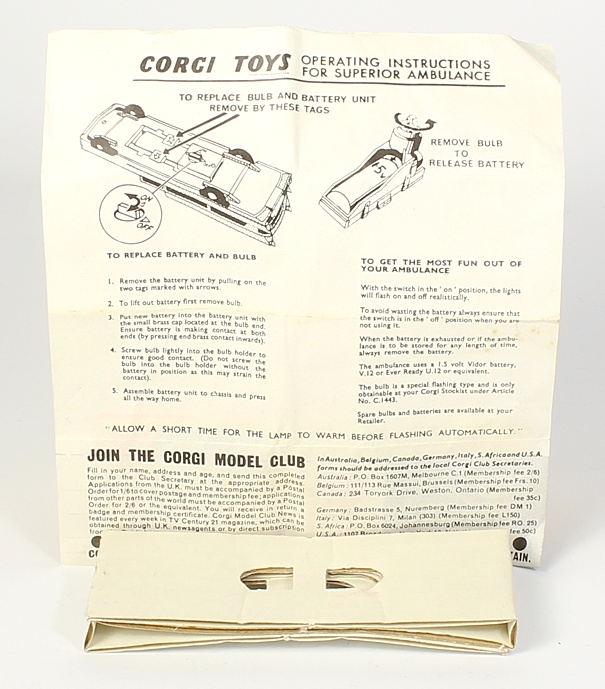 CORGI TOYS OPERATING INSTRUCTIONS
FOR SUPERIOR AMBULANCE
TO REPLACE BULB AND BATTERY UNIT
REMOVE BY THESE TAGS
REMOVE BULB
TO
RELEASE BATTERY
ON
OFF
TO REPLACE BATTERY AND BULB
1. Remove the battery unit by pulling on the
two tags marked with arrows.
2. To lift out battery first remove bulb.
3. Put new battery into the battery unit with
the small brass cap located at the bulb end.
Ensure battery is making contact at both
ends (by pressing end brass contact inwards).
4. Screw bulb lightly into the bulb holder to
ensure good contact. (Do not screw the
bulb into the bulb holder without the
battery in position as this may strain the
contact).
5. Assemble battery unit to chassis and press
all the way home.
TO GET THE MOST FUN OUT OF
YOUR AMBULANCE
With the switch in the ' on ' position, the lights
will flash on and off realistically.
To avoid wasting the battery always ensure that
the switch is in the ' off ' position when you are
not using it.
When the battery is exhausted or if the ambu-
lance is to be stored for any length of time,
always remove the battery.
The ambulance uses a 1.5 volt Vidor battery,
V.12 or Ever Ready U.12 or equivalent.
The bulb is a special flashing type and is only
obtainable at your Corgi Stockist under Article
No. C.1443.
Spare bulbs and batteries are available at your
Retailer.
"ALLOW A SHORT TIME FOR THE LAMP TO WARM BEFORE FLASHING AUTOMATICALLY."
JOIN THE CORGI MODEL CLUB
Fill in your name, address and age, and send this completed
form to the Club Secretary at the appropriate address.
Applications from the U.K. must be accompanied by a Postal
Order for 1/6 to cover postage and membership fee; applications
from other parts of the world must be accompanied by a Postal
Order for 2/6 or the equivalent. You will receive in return a
badge and membership certificate. Corgi Model Club News is
featured every week in TV Century 21 magazine, which can be
obtained through U.K. newsagents or by direct subscription
In Australia, Belgium, Canada, Germany, Italy, S. Africa and U.S.A.
forms should be addressed to the local Corgi Club Secretaries.
Australia: P.O. Box 1607M, Melbourne C.1 (Membership fee 2/6)
Belgium: 111/113 Rue Massui, Brussels (Membership fee Frs. 10)
Canada: 234 Toryork Drive, Weston, Ontario (Membership
fee 35c)
Germany: Badstrasse 5, Nuremberg (Membership fee DM 1)
Italy: Via Disciplini 7, Milan (303) (Membership fee L150)
S. Africa: P.O. Box 6024, Johannesburg (Membership fee RO. 25)
U.S.A.: 1107 fee 50c)